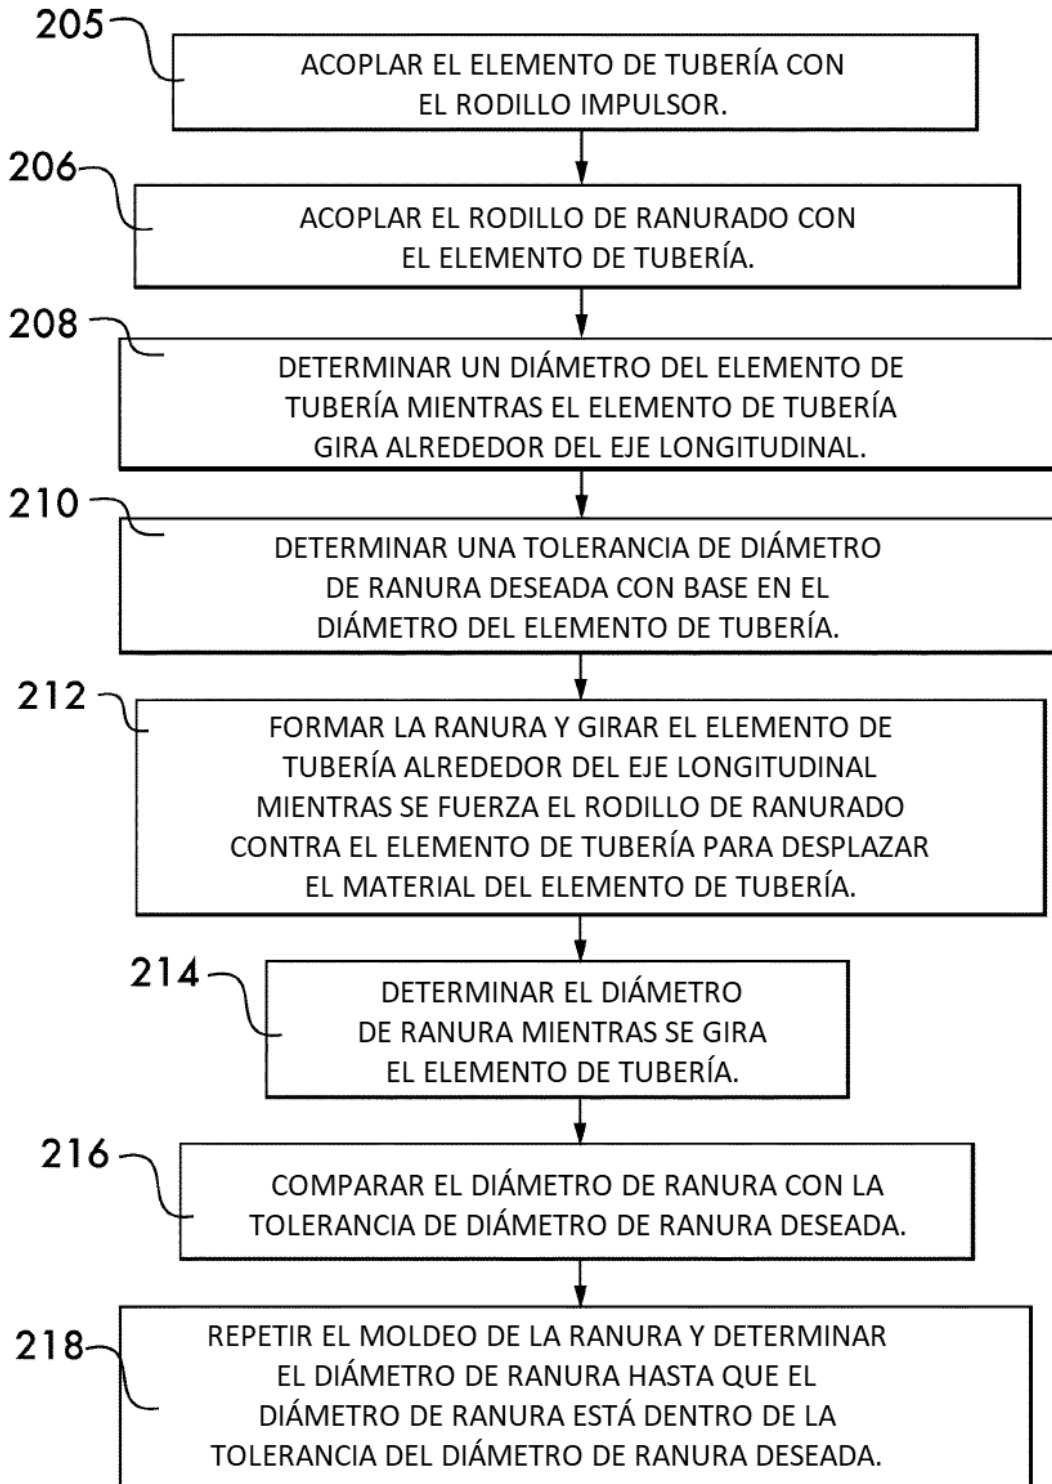 205
ACOPLAR EL ELEMENTO DE TUBERÍA CON
EL RODILLO IMPULSOR.
206
ACOPLAR EL RODILLO DE RANURADO CON
EL ELEMENTO DE TUBERÍA.
208
DETERMINAR UN DIÁMETRO DEL ELEMENTO DE
TUBERÍA MIENTRAS EL ELEMENTO DE TUBERÍA
GIRA ALREDEDOR DEL EJE LONGITUDINAL.
210
DETERMINAR UNA TOLERANCIA DE DIÁMETRO
DE RANURA DESEADA CON BASE EN EL
DIÁMETRO DEL ELEMENTO DE TUBERÍA.
212
FORMAR LA RANURA Y GIRAR EL ELEMENTO DE
TUBERÍA ALREDEDOR DEL EJE LONGITUDINAL
MIENTRAS SE FUERZA EL RODILLO DE RANURADO
CONTRA EL ELEMENTO DE TUBERÍA PARA DESPLAZAR
EL MATERIAL DEL ELEMENTO DE TUBERÍA.
214
DETERMINAR EL DIÁMETRO
DE RANURA MIENTRAS SE GIRA
EL ELEMENTO DE TUBERÍA.
216
COMPARAR EL DIÁMETRO DE RANURA CON LA
TOLERANCIA DE DIÁMETRO DE RANURA DESEADA.
218
REPETIR EL MOLDEO DE LA RANURA Y DETERMINAR
EL DIÁMETRO DE RANURA HASTA QUE EL
DIÁMETRO DE RANURA ESTÁ DENTRO DE LA
TOLERANCIA DEL DIÁMETRO DE RANURA DESEADA.